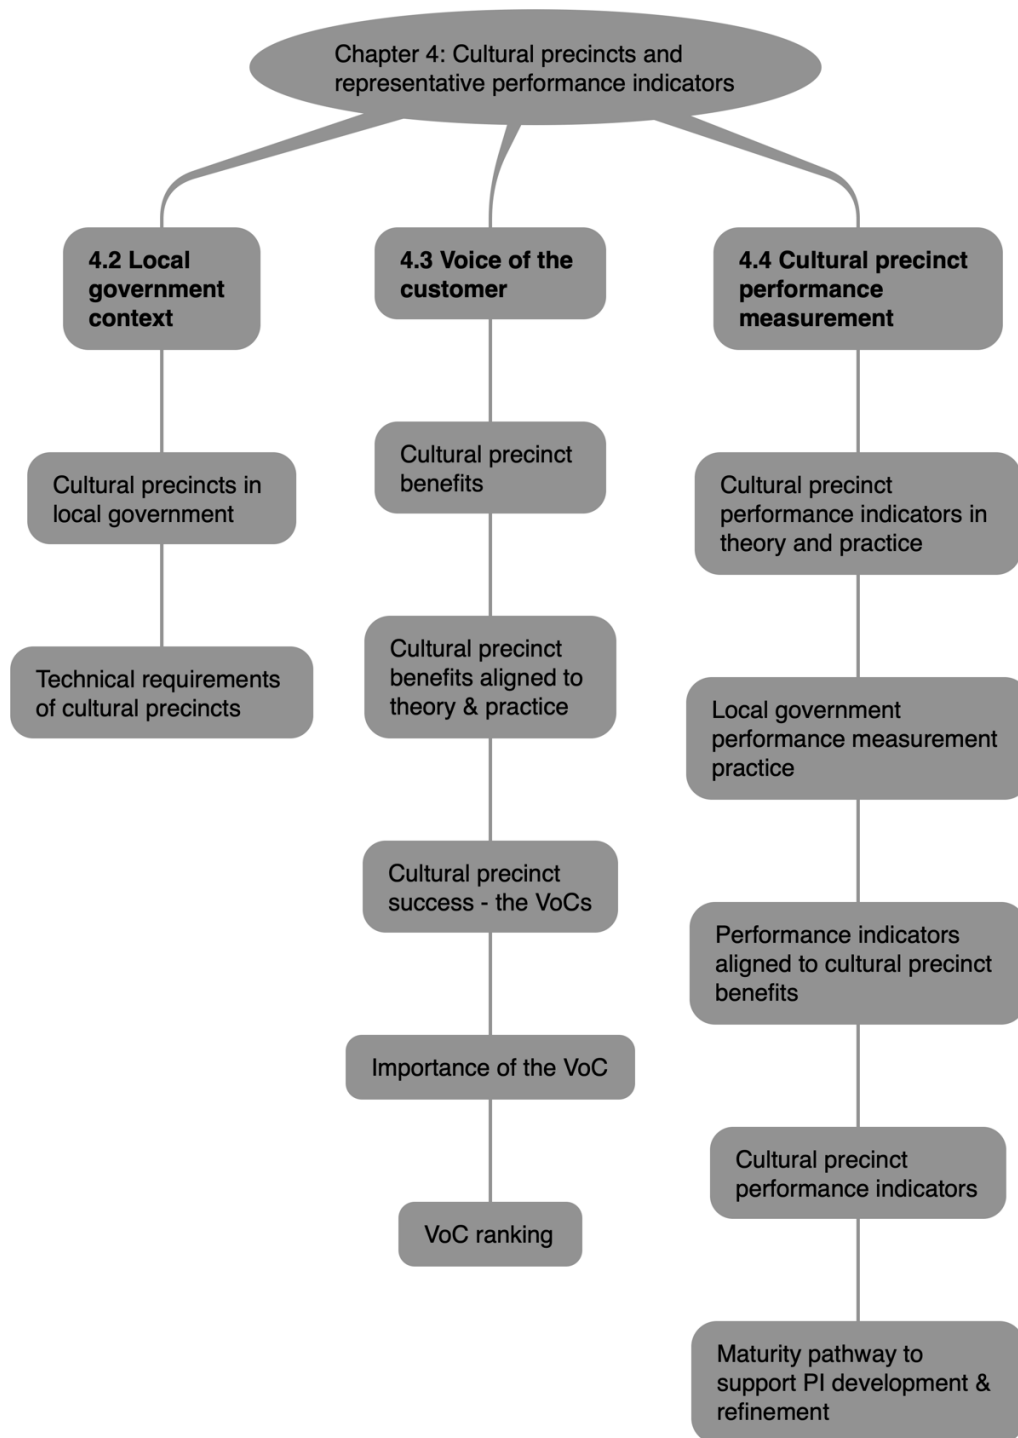 Chapter 4: Cultural precincts and
representative performance indicators
4.2 Local
government
context
Cultural precincts in
local government
Technical requirements
of cultural precincts
4.3 Voice of the
customer
Cultural precinct
benefits
Cultural precinct
benefits aligned to
theory & practice
Cultural precinct
success - the VoCs
Importance of the VoC
VoC ranking
4.4 Cultural precinct
performance
measurement
Cultural precinct
performance indicators in
theory and practice
Local government
performance measurement
practice
Performance indicators
aligned to cultural precinct
benefits
Cultural precinct
performance indicators
Maturity pathway to
support PI development &
refinement